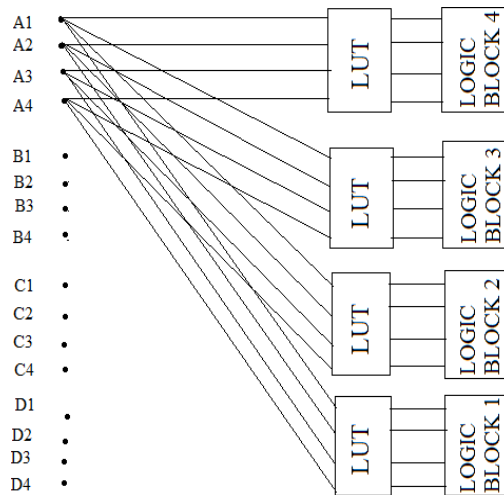 A1
A2
A3
A4
B1
B2
B3
B4
C1
C2
C3
C4
D1
D2
D3
D4
LUT
LOGIC
BLOCK 4
LUT
LOGIC
BLOCK 3
LUT
LOGIC
BLOCK 2
LUT
LOGIC
BLOCK 1